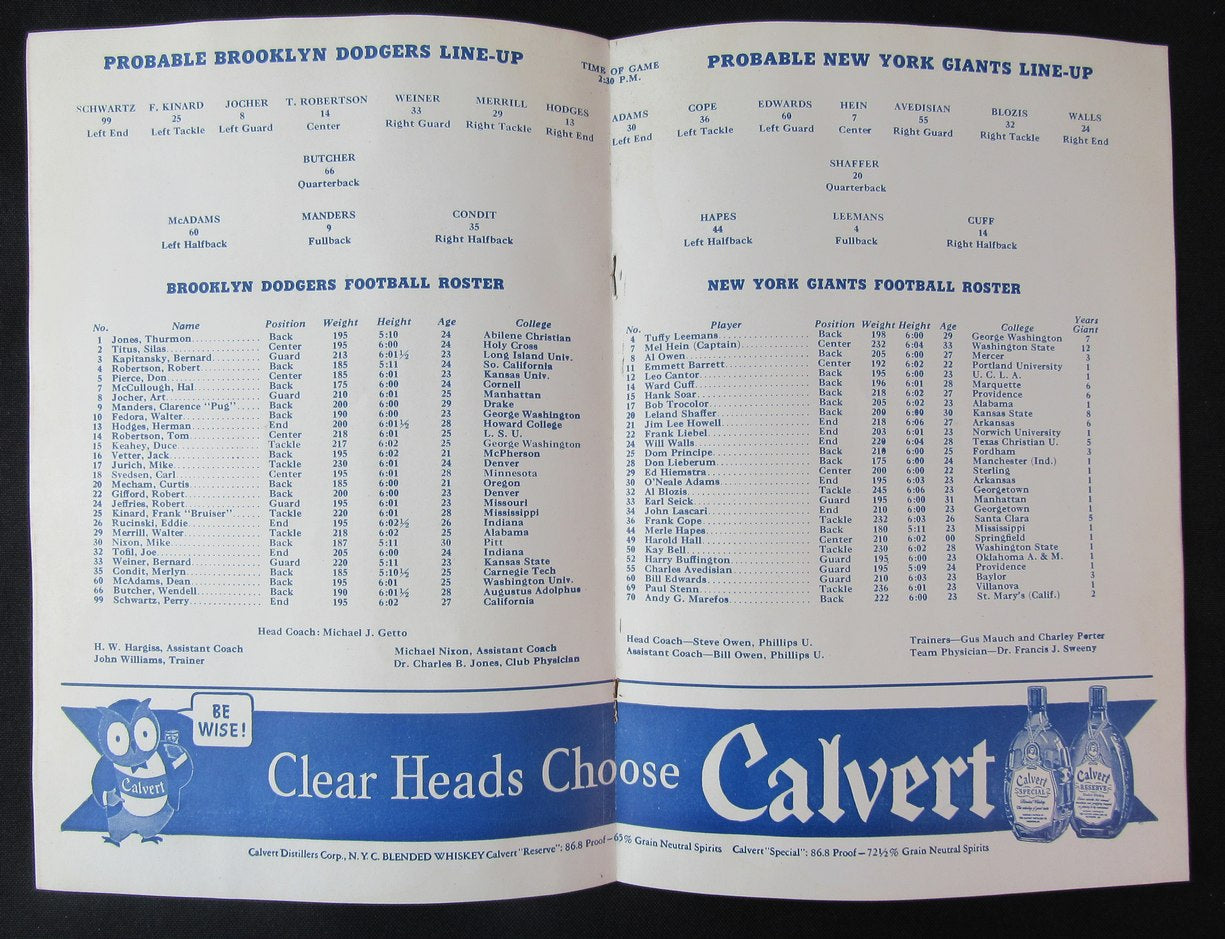 PROBABLE BROOKLYN DODGERS LINE-UP
SCHWARTZ F. KINARD JOCHER T. ROBERTSON WEINER MERRILL HODGES
99 25 8 14 33 29 13
Left End Left Tackle Left Guard Center Right Guard Right Tackle Right End
BUTCHER
66
Quarterback
McADAMS MANDERS CONDIT
60 9 35
Left Halfback Fullback Right Halfback
TIME OF GAME
2:30 P.M.
PROBABLE NEW YORK GIANTS LINE-UP
ADAMS COPE EDWARDS HEIN AVEDISIAN BLOZIS WALLS
30 36 60 7 55 32 24
Left End Left Tackle Left Guard Center Right Guard Right Tackle Right End
SHAFFER
20
Quarterback
HAPES LEEMANS CUFF
44 4 14
Left Halfback Fullback Right Halfback
BROOKLYN DODGERS FOOTBALL ROSTER
No. Name Position Weight Height Age College
1 Jones, Thurmon Back 195 5:10 24 Abilene Christian
2 Titus, Silas Center 195 6:00 24 Holy Cross
3 Kapitansky, Bernard Guard 213 6:01½ 23 Long Island Univ.
4 Robertson, Robert Back 185 5:11 24 So. California
5 Pierce, Don Center 185 6:01 23 Kansas Univ.
7 McCullough, Hal Back 175 6:00 24 Cornell
8 Jocher, Art Guard 210 6:01 25 Manhattan
9 Manders, Clarence "Pug" Back 200 6:00 29 Drake
10 Fedora, Walter Back 190 6:00 23 George Washington
13 Hodges, Herman End 200 6:01½ 28 Howard College
14 Robertson, Tom Center 218 6:01 25 L. S. U.
15 Keahey, Duce Tackle 217 6:02 25 George Washington
16 Vetter, Jack Back 195 6:02 21 McPherson
17 Jurich, Mike Tackle 230 6:01 24 Denver
18 Svedsen, Carl Center 195 6:01 28 Minnesota
20 Mecham, Curtis Back 185 6:00 21 Oregon
22 Gifford, Robert Back 200 6:00 23 Denver
24 Jeffries, Robert Guard 195 6:01 23 Missouri
25 Kinard, Frank "Bruiser" Tackle 220 6:01 28 Mississippi
26 Rucinski, Eddie End 195 6:02½ 26 Indiana
29 Merrill, Walter Tackle 218 6:02 25 Alabama
30 Nixon, Mike Back 187 5:11 30 Pitt
32 Tofil, Joe End 205 6:00 24 Indiana
33 Weiner, Bernard Guard 220 5:11 23 Kansas State
35 Condit, Merlyn Back 185 5:10½ 25 Carnegie Tech
60 McAdams, Dean Back 195 6:01 25 Washington Univ.
66 Butcher, Wendell Back 190 6:01½ 28 Augustus Adolphus
99 Schwartz, Perry End 195 6:02 27 California
Head Coach: Michael J. Getto
H. W. Hargiss, Assistant Coach Michael Nixon, Assistant Coach
John Williams, Trainer Dr. Charles B. Jones, Club Physician
NEW YORK GIANTS FOOTBALL ROSTER
No. Player Position Weight Height Age College Years Giant
4 Tuffy Leemans Back 198 6:00 29 George Washington 7
7 Mel Hein (Captain) Center 232 6:04 33 Washington State 12
8 Al Owen Back 205 6:00 27 Mercer 3
11 Emmett Barrett Center 192 6:02 22 Portland University 1
12 Leo Cantor Back 195 6:00 23 U. C. L. A. 1
14 Ward Cuff Back 196 6:01 28 Marquette 6
15 Hank Soar Back 218 6:02 27 Providence 6
17 Bob Trocolor Back 205 6:02 23 Alabama 1
20 Leland Shaffer Back 200 6:00 30 Kansas State 8
21 Jim Lee Howell End 218 6:06 27 Arkansas 6
22 Frank Liebel End 203 6:01 23 Norwich University 1
24 Will Walls End 220 6:04 28 Texas Christian U. 5
25 Dom Principe Back 210 6:00 25 Fordham 3
28 Don Lieberum Back 175 6:00 24 Manchester (Ind.) 1
29 Ed Hiemstra Center 200 6:00 22 Sterling 1
30 O'Neale Adams End 195 6:03 23 Arkansas 1
32 Al Blozis Tackle 245 6:06 23 Georgetown 1
33 Earl Seick Guard 195 6:00 31 Manhattan 1
34 John Lascari End 210 6:00 23 Georgetown 1
36 Frank Cope Tackle 232 6:03 26 Santa Clara 5
44 Merle Hapes Back 180 5:11 23 Mississippi 1
49 Harold Hall Center 210 6:02 00 Springfield 1
50 Kay Bell Tackle 230 6:02 28 Washington State 1
52 Harry Buffington Guard 195 6:00 23 Oklahoma A. & M. 1
55 Charles Avedisian Guard 195 5:09 24 Providence 1
60 Bill Edwards Guard 210 6:03 23 Baylor 3
69 Paul Stenn Tackle 236 6:01 23 Villanova 1
70 Andy G. Marefos Back 222 6:00 23 St. Mary's (Calif.) 2
Head Coach—Steve Owen, Phillips U. Trainers—Gus Mauch and Charley Porter
Assistant Coach—Bill Owen, Phillips U. Team Physician—Dr. Francis J. Sweeny
BE
WISE!
Calvert
Clear Heads Choose Calvert
Calvert
SPECIAL
Calvert
RESERVE
Calvert Distillers Corp., N.Y.C. BLENDED WHISKEY Calvert "Reserve": 86.8 Proof—65% Grain Neutral Spirits Calvert "Special": 86.8 Proof—72½% Grain Neutral Spirits